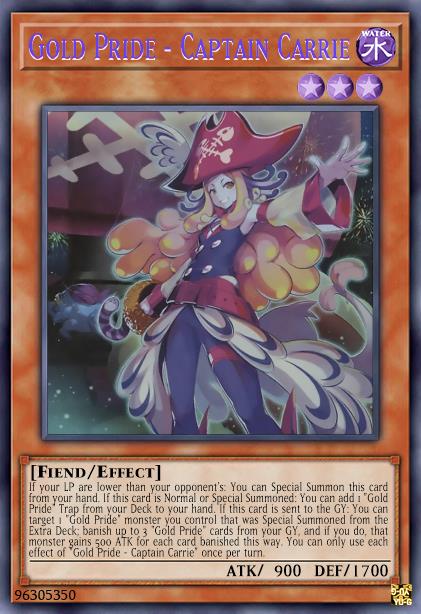 Gold Pride - Captain Carrie
WATER
水
[Fiend/Effect]
If your LP are lower than your opponent's: You can Special Summon this card
from your hand. If this card is Normal or Special Summoned: You can add 1 "Gold
Pride" Trap from your Deck to your hand. If this card is sent to the GY: You can
target 1 "Gold Pride" monster you control that was Special Summoned from the
Extra Deck; banish up to 3 "Gold Pride" cards from your GY, and if you do, that
monster gains 500 ATK for each card banished this way. You can only use each
effect of "Gold Pride - Captain Carrie" once per turn.
ATK/ 900 DEF/1700
96305350